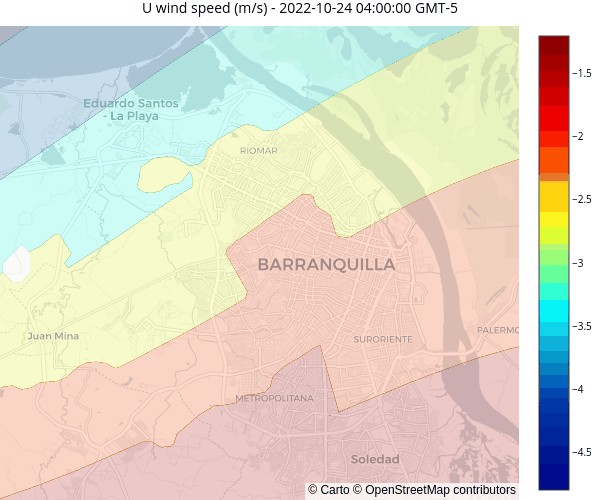 U wind speed (m/s) - 2022-10-24 04:00:00 GMT-5
Eduardo Santos
- La Playa
RIOMAR
BARRANQUILLA
Juan Mina
SURORIENTE
PALERMO
METROPOLITANA
Soledad
© Carto © OpenStreetMap contributors
−1.5
−2
−2.5
−3
−3.5
−4
−4.5